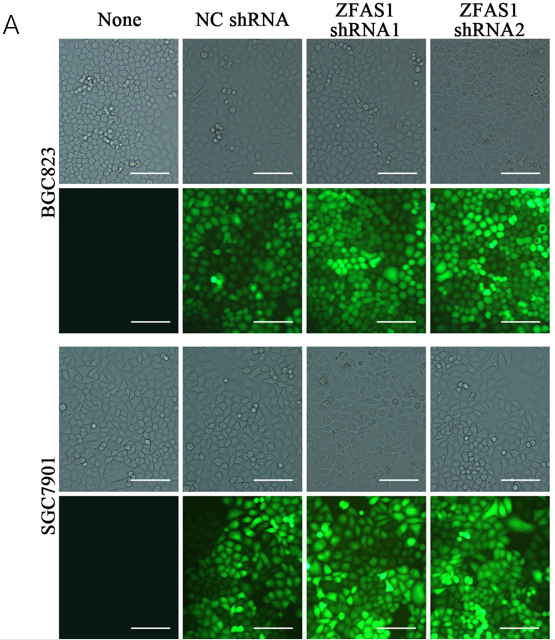 A
None
NC shRNA
ZFAS1
shRNA1
ZFAS1
shRNA2
BGC823
SGC7901